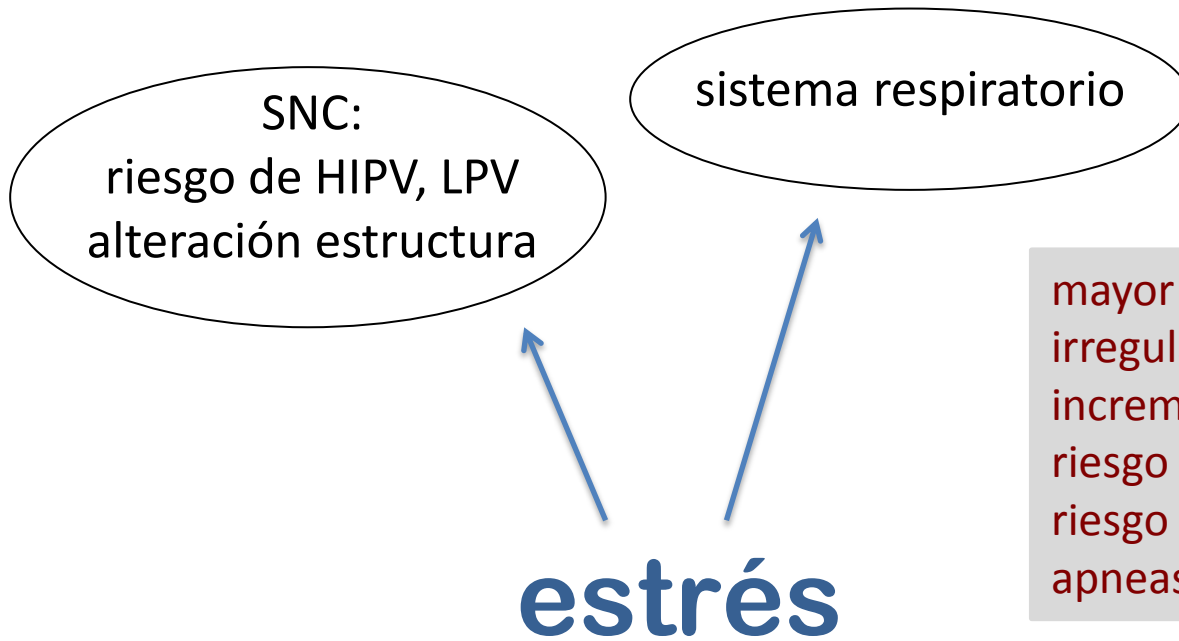 SNC:
riesgo de HIPV, LPV
alteración estructura
sistema respiratorio
mayor
irregul
increm
riesgo
riesgo
apneas
estrés